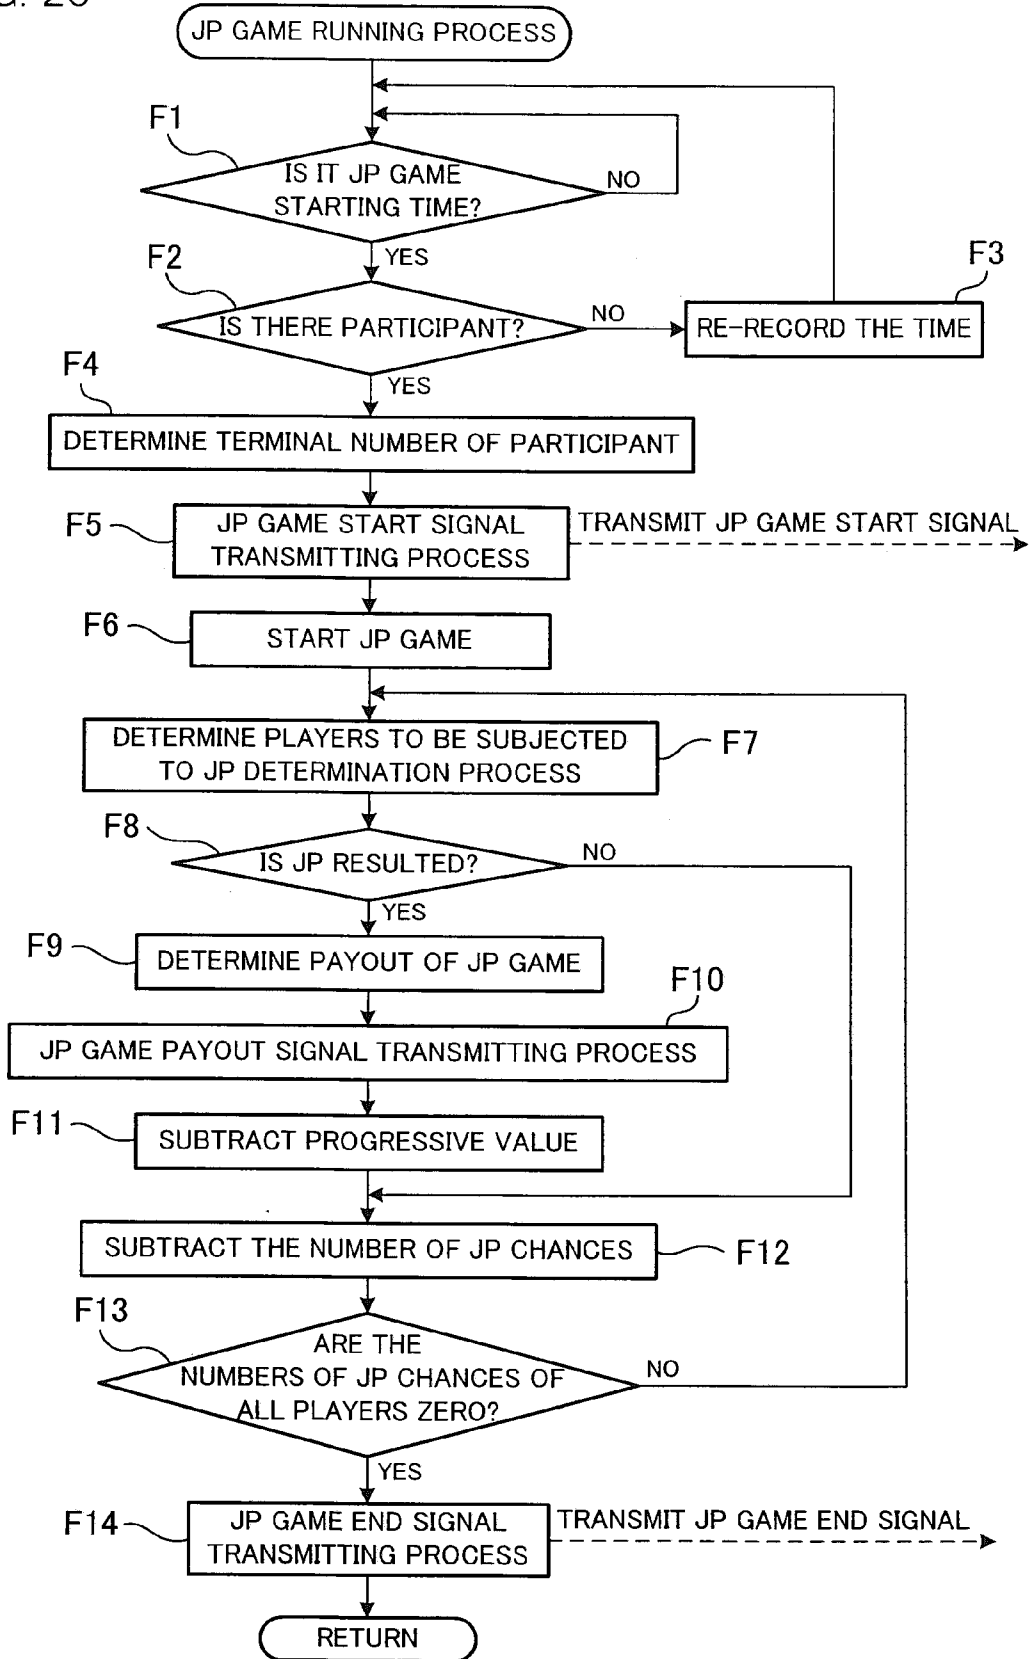 JP GAME RUNNING PROCESS
F1
IS IT JP GAME
STARTING TIME?
NO
YES
F2
IS THERE PARTICIPANT?
NO
F3
RE-RECORD THE TIME
YES
F4
DETERMINE TERMINAL NUMBER OF PARTICIPANT
F5
JP GAME START SIGNAL
TRANSMITTING PROCESS
TRANSMIT JP GAME START SIGNAL
F6
START JP GAME
DETERMINE PLAYERS TO BE SUBJECTED
TO JP DETERMINATION PROCESS
F7
F8
IS JP RESULTED?
NO
YES
F9
DETERMINE PAYOUT OF JP GAME
F10
JP GAME PAYOUT SIGNAL TRANSMITTING PROCESS
F11
SUBTRACT PROGRESSIVE VALUE
SUBTRACT THE NUMBER OF JP CHANCES
F12
F13
ARE THE
NUMBERS OF JP CHANCES OF
ALL PLAYERS ZERO?
NO
YES
F14
JP GAME END SIGNAL
TRANSMITTING PROCESS
TRANSMIT JP GAME END SIGNAL
RETURN